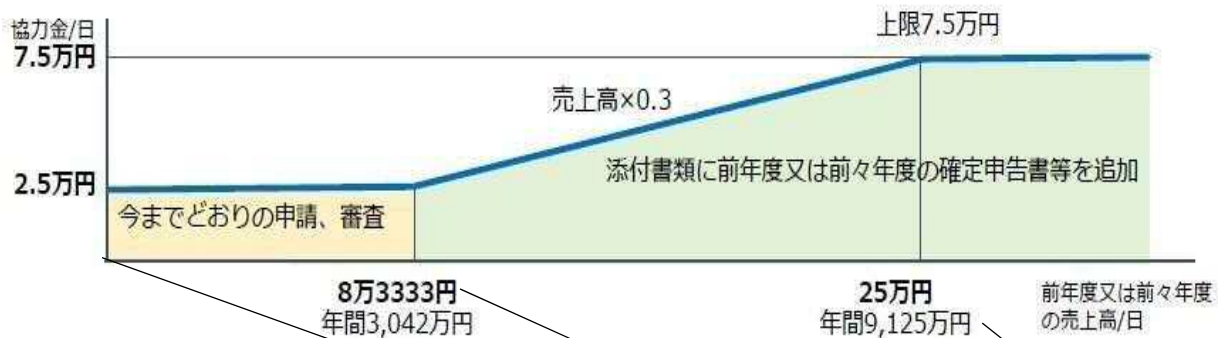 協力金/日
7.5万円
上限7.5万円
売上高×0.3
2.5万円
添付書類に前年度又は前々年度の確定申告書等を追加
今までどおりの申請、審査
8万3333円
年間3,042万円
25万円
年間9,125万円
前年度又は前々年度
の売上高/日